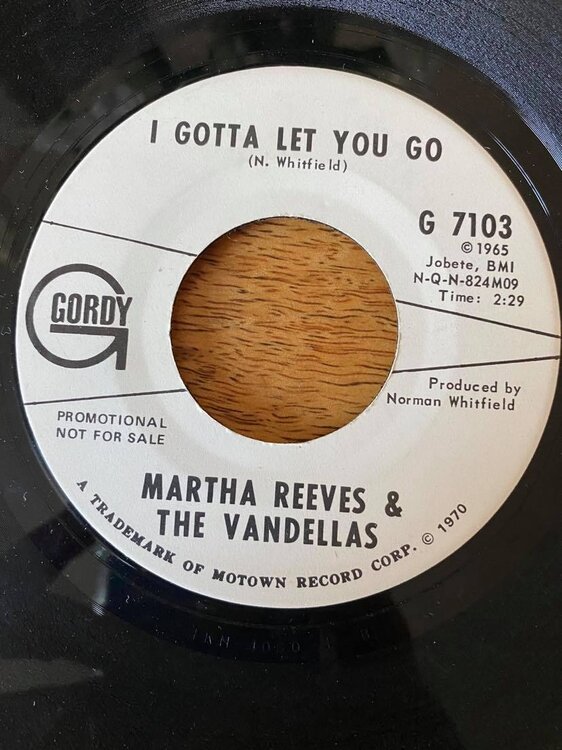 I GOTTA LET YOU GO
(N. Whitfield)
G 7103
© 1965
Jobete, BMI
N-Q-N-824M09
Time: 2:29
GORDY
Produced by
Norman Whitfield
PROMOTIONAL
NOT FOR SALE
MARTHA REEVES &
THE VANDELLAS
A TRADEMARK OF MOTOWN RECORD CORP. © 1970